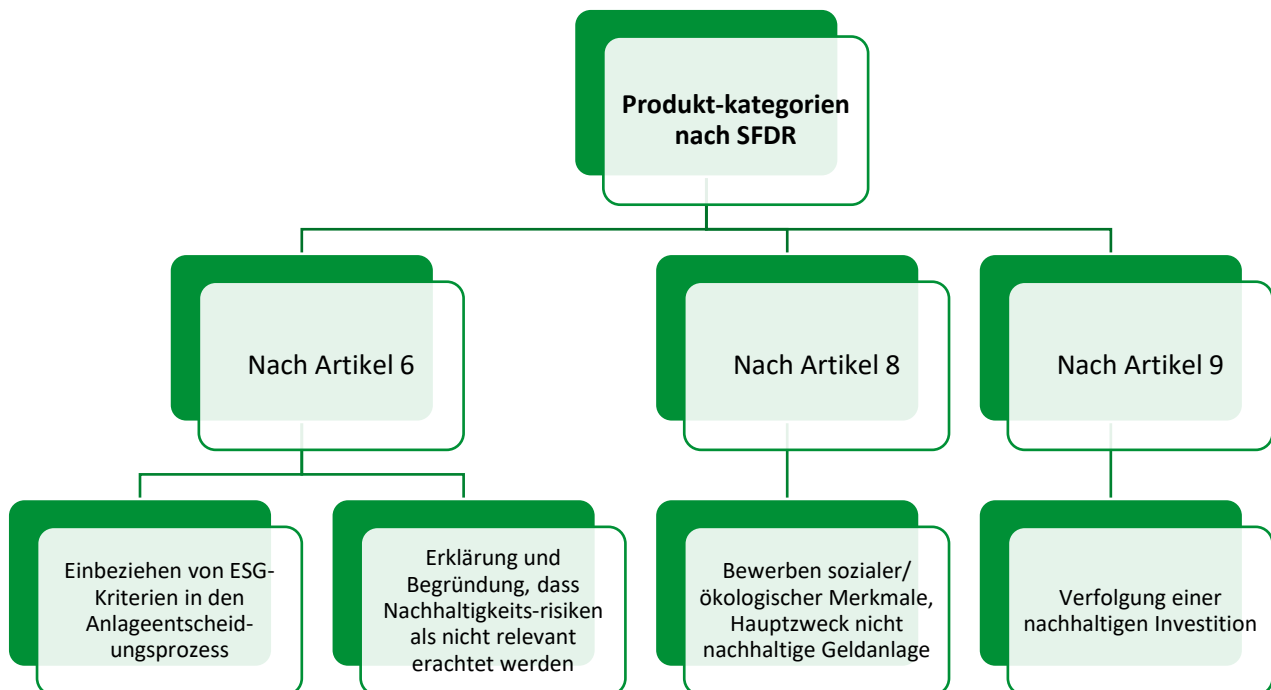 Produkt-kategorien
nach SFDR
Nach Artikel 6
Nach Artikel 8
Nach Artikel 9
Einbeziehen von ESG-
Kriterien in den
Anlageentscheid-
ungsprozess
Erklärung und
Begründung, dass
Nachhaltigkeits-risiken
als nicht relevant
erachtet werden
Bewerben sozialer/
ökologischer Merkmale,
Hauptzweck nicht
nachhaltige Geldanlage
Verfolgung einer
nachhaltigen Investition